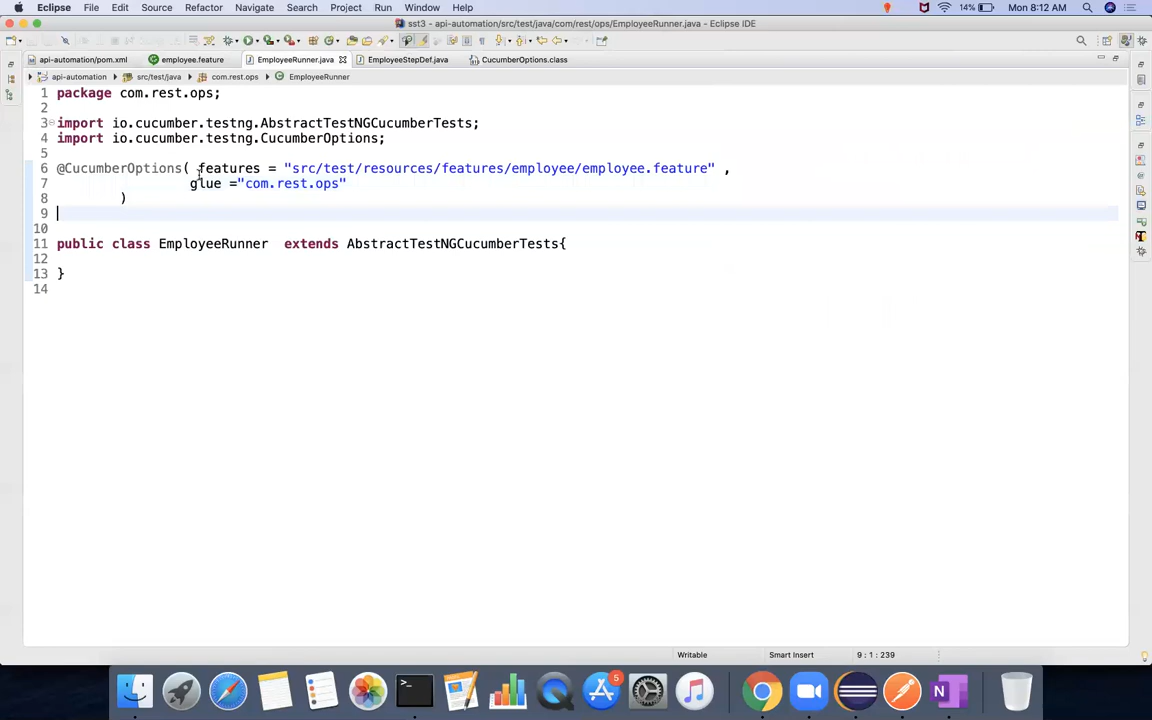 Eclipse File Edit Source Refactor Navigate Search Project Run Window Help 14% Mon 8:12 AM
sst3 - api-automation/src/test/java/com/rest/ops/EmployeeRunner.java - Eclipse IDE
api-automation/pom.xml employee.feature EmployeeRunner.java EmployeeStepDef.java CucumberOptions.class
api-automation src/test/java com.rest.ops EmployeeRunner
1 package com.rest.ops;
2
3 import io.cucumber.testng.AbstractTestNGCucumberTests;
4 import io.cucumber.testng.CucumberOptions;
5
6 @CucumberOptions( features = "src/test/resources/features/employee/employee.feature" ,
7 glue ="com.rest.ops"
8 )
9
10
11 public class EmployeeRunner extends AbstractTestNGCucumberTests{
12
13 }
14
Writable Smart Insert 9 : 1 : 239
5